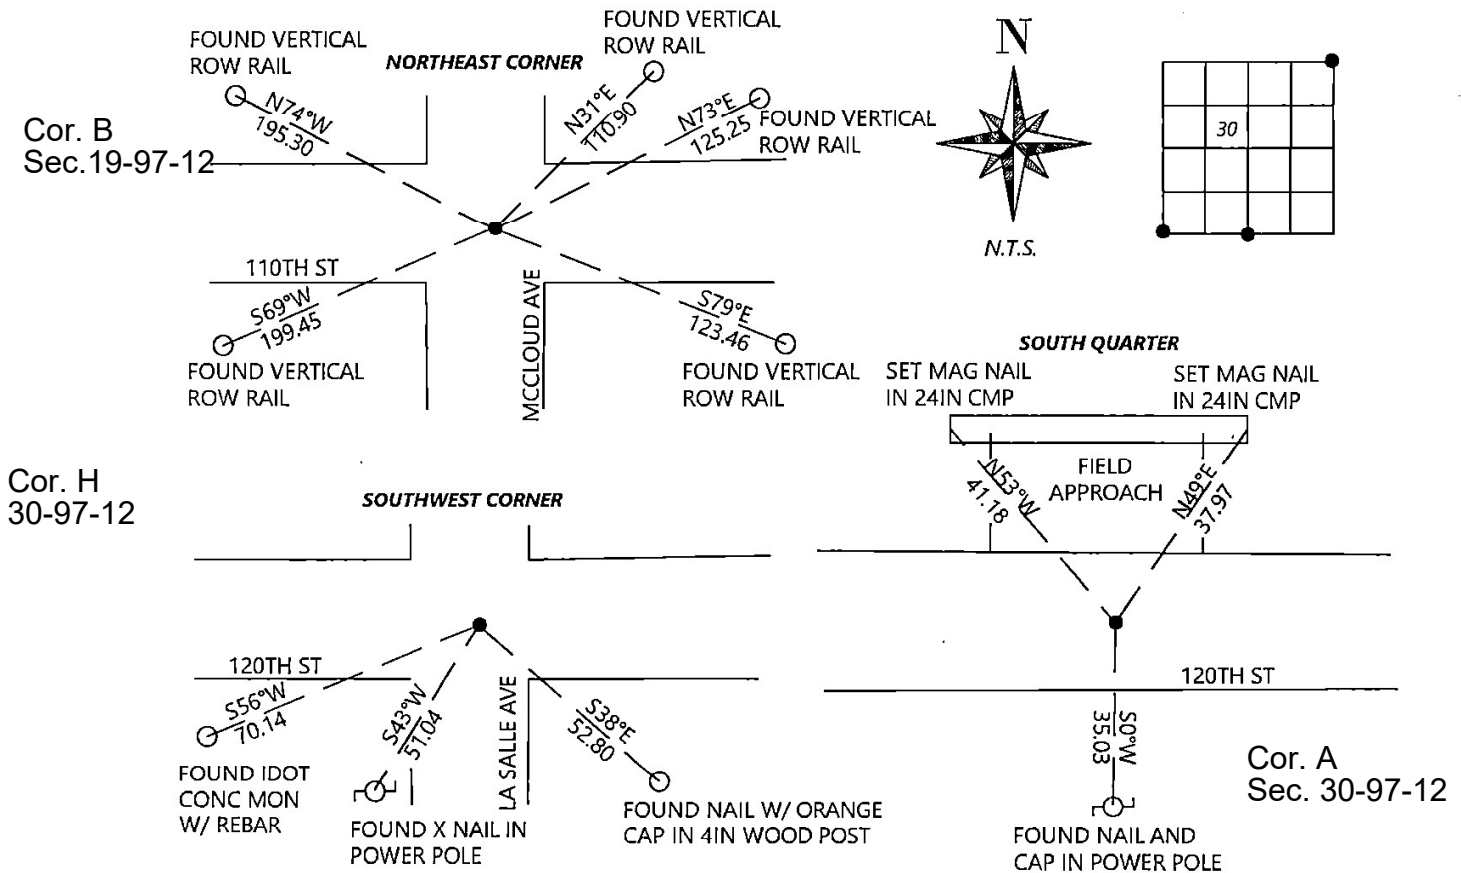 FOUND VERTICAL
ROW RAIL
NORTHEAST CORNER
FOUND VERTICAL
ROW RAIL
N
N74°W
195.30
N31°E
110.90
N73°E
125.25
FOUND VERTICAL
ROW RAIL
Cor. B
Sec.19-97-12
30
N.T.S.
110TH ST
MCCLOUD AVE
S69°W
199.45
S79°E
123.46
FOUND VERTICAL
ROW RAIL
FOUND VERTICAL
ROW RAIL
SOUTH QUARTER
SET MAG NAIL
IN 24IN CMP
SET MAG NAIL
IN 24IN CMP
FIELD
APPROACH
N53°W
41.18
N49°E
37.97
120TH ST
S0°W
35.03
FOUND NAIL AND
CAP IN POWER POLE
Cor. A
Sec. 30-97-12
Cor. H
30-97-12
SOUTHWEST CORNER
120TH ST
LA SALLE AVE
S56°W
70.14
S43°W
51.04
S38°E
52.80
FOUND IDOT
CONC MON
W/ REBAR
FOUND X NAIL IN
POWER POLE
FOUND NAIL W/ ORANGE
CAP IN 4IN WOOD POST